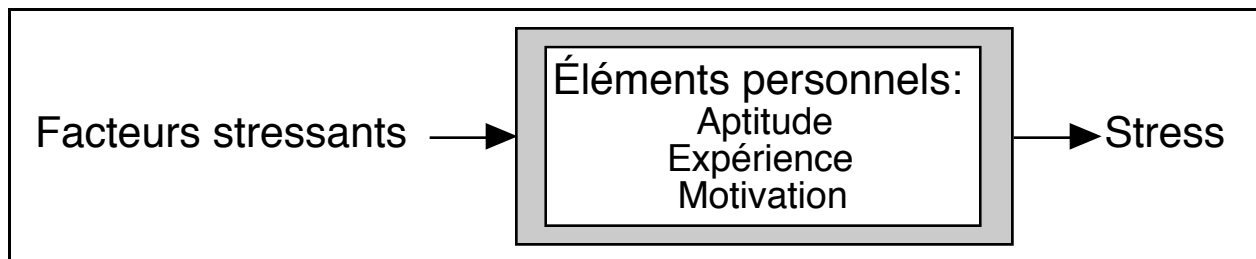 Éléments personnels:
Aptitude
Facteurs stressants
Stress
Expérience
Motivation